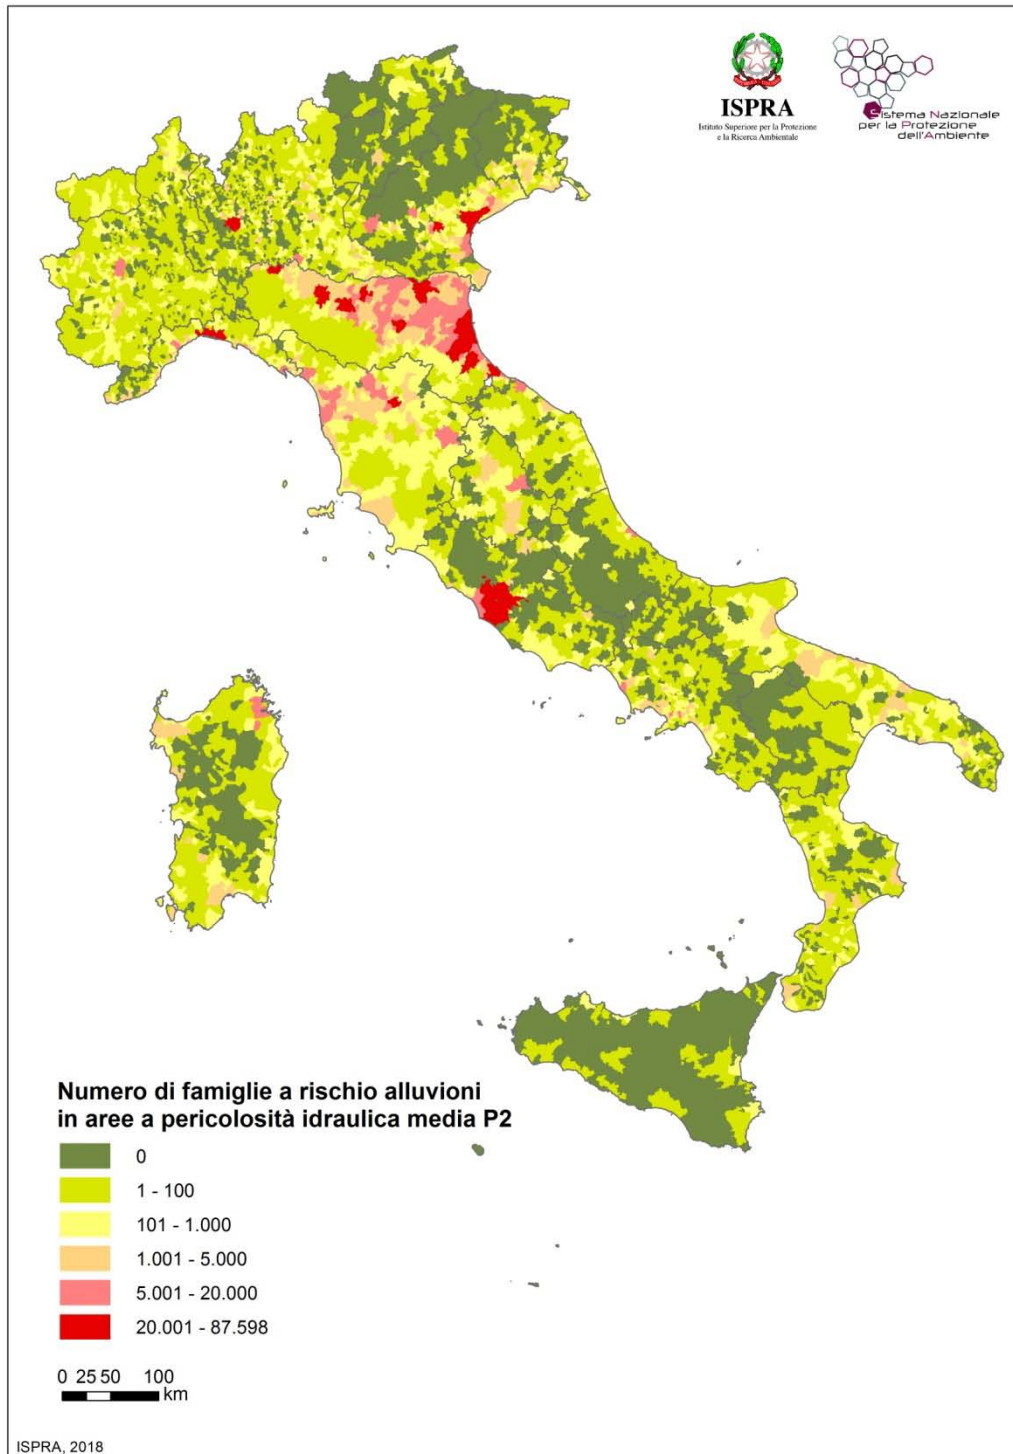 ISPRA
Istituto Superiore per la Protezione
e la Ricerca Ambientale
Sistema Nazionale
per la Protezione
dell'Ambiente
Numero di famiglie a rischio alluvioni
in aree a pericolosità idraulica media P2
0
1 - 100
101 - 1.000
1.001 - 5.000
5.001 - 20.000
20.001 - 87.598
0 25 50 100
km
ISPRA, 2018